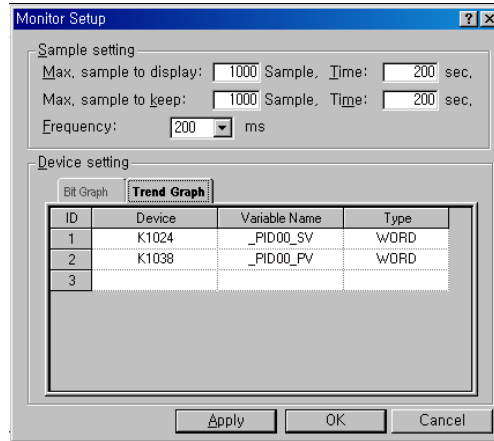 Monitor Setup
Sample setting
Max, sample to display: 1000 Sample, Time: 200 sec,
Max, sample to keep: 1000 Sample, Time: 200 sec,
Frequency: 200 ms
Device setting
Bit Graph Trend Graph
ID Device Variable Name Type
1 K1024 _PID00_SV WORD
2 K1038 _PID00_PV WORD
3
Apply OK Cancel